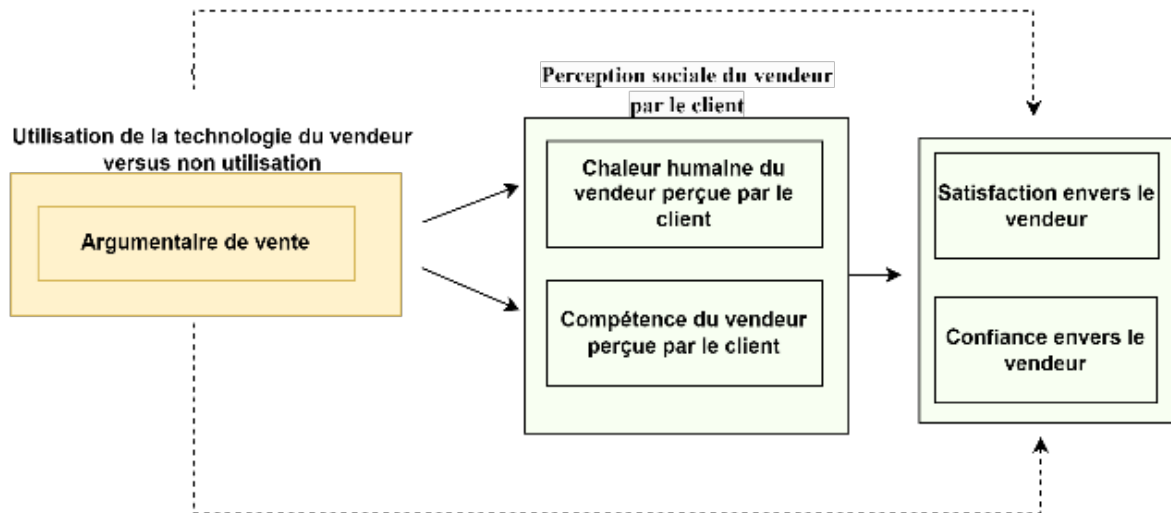 Perception sociale du vendeur
par le client
Utilisation de la technologie du vendeur
versus non utilisation
Argumentaire de vente
Chaleur humaine du
vendeur perçue par le
client
Compétence du vendeur
perçue par le client
Satisfaction envers le
vendeur
Confiance envers le
vendeur